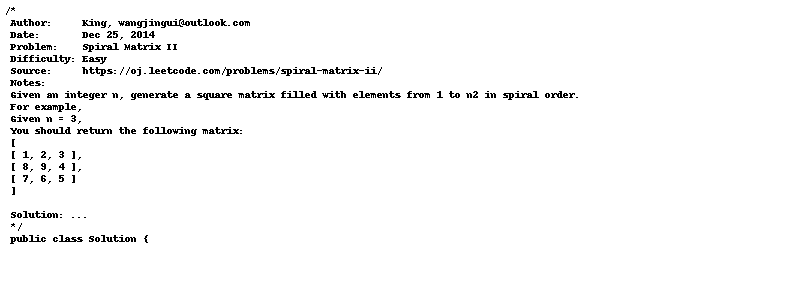 /*
Author: King, wangjingui@outlook.com
Date: Dec 25, 2014
Problem: Spiral Matrix II
Difficulty: Easy
Source: https://oj.leetcode.com/problems/spiral-matrix-ii/
Notes:
Given an integer n, generate a square matrix filled with elements from 1 to n2 in spiral order.
For example,
Given n = 3,
You should return the following matrix:
[
[ 1, 2, 3 ],
[ 8, 9, 4 ],
[ 7, 6, 5 ]
]
Solution: ...
*/
public class Solution {